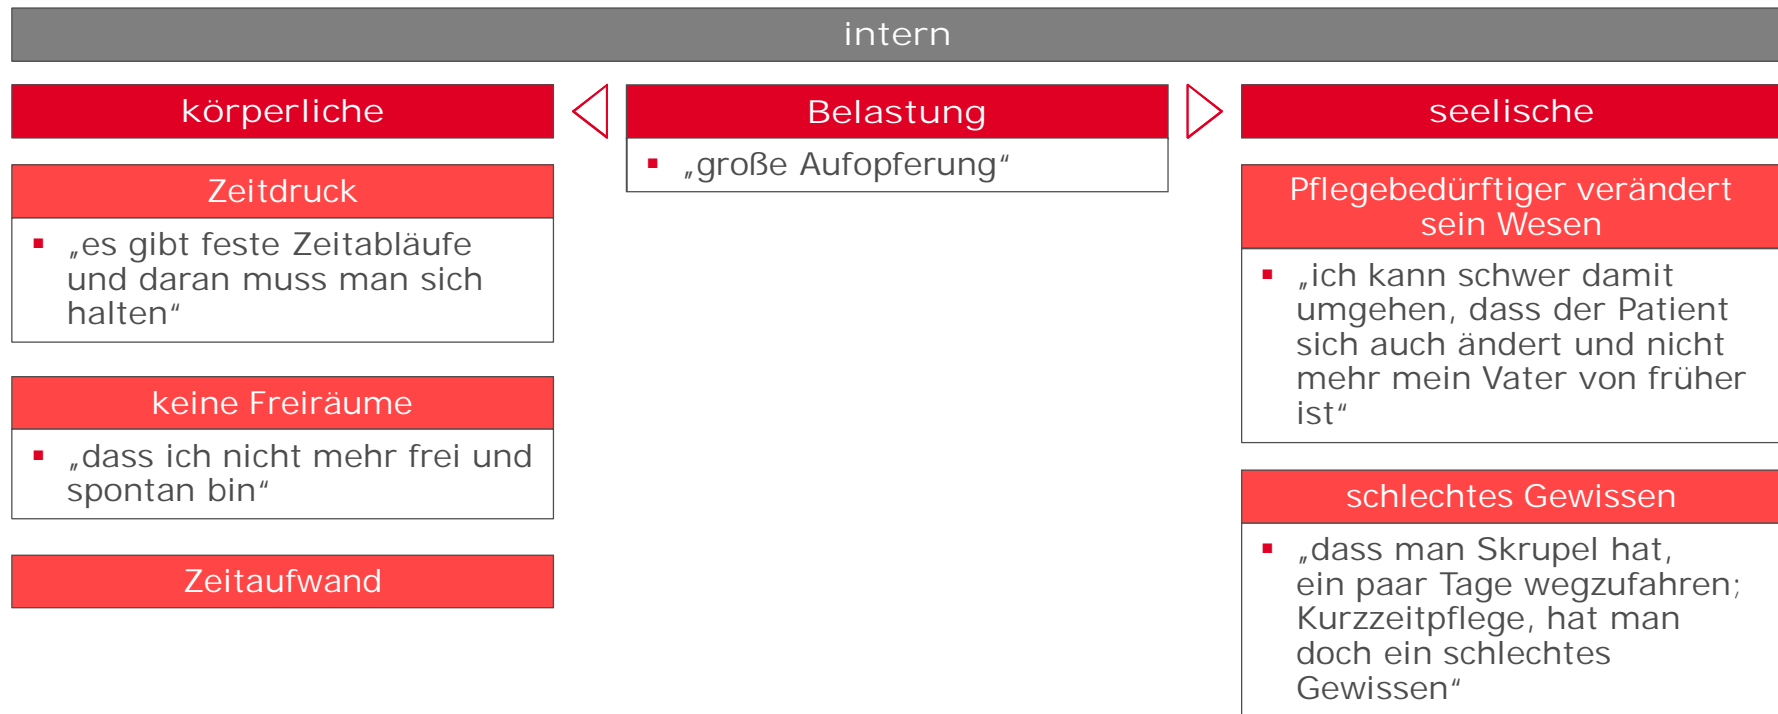 intern
körperliche
Zeitdruck
▪ „es gibt feste Zeitabläufe
und daran muss man sich
halten“
keine Freiräume
▪ „dass ich nicht mehr frei und
spontan bin“
Zeitaufwand
Belastung
▪ „große Aufopferung“
seelische
Pflegebedürftiger verändert
sein Wesen
▪ „ich kann schwer damit
umgehen, dass der Patient
sich auch ändert und nicht
mehr mein Vater von früher
ist“
schlechtes Gewissen
▪ „dass man Skrupel hat,
ein paar Tage wegzufahren;
Kurzzeitpflege, hat man
doch ein schlechtes
Gewissen“